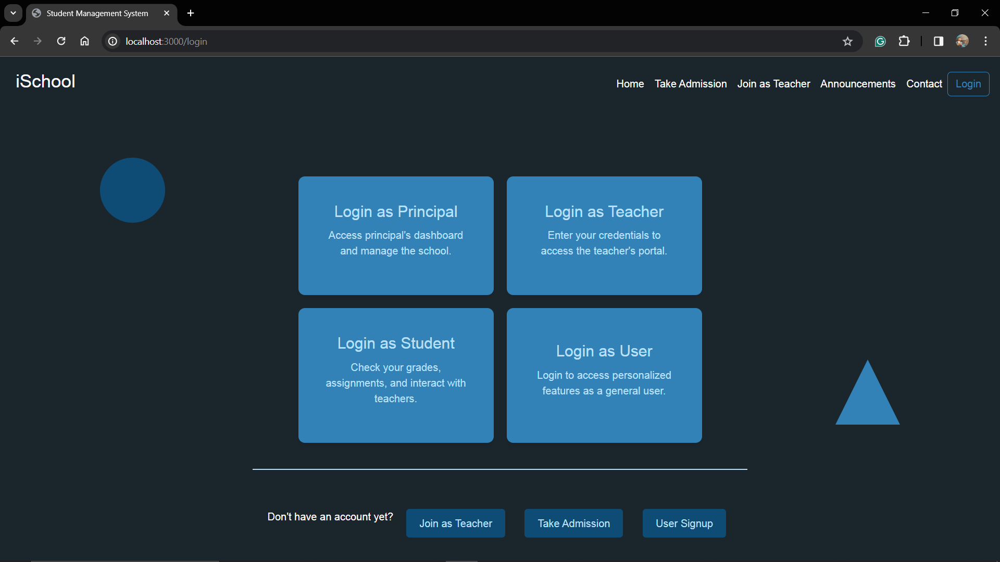 Student Management System
localhost:3000/login
iSchool
Home Take Admission Join as Teacher Announcements Contact Login
Login as Principal
Access principal's dashboard
and manage the school.
Login as Teacher
Enter your credentials to
access the teacher's portal.
Login as Student
Check your grades,
assignments, and interact with
teachers.
Login as User
Login to access personalized
features as a general user.
Don't have an account yet? Join as Teacher Take Admission User Signup